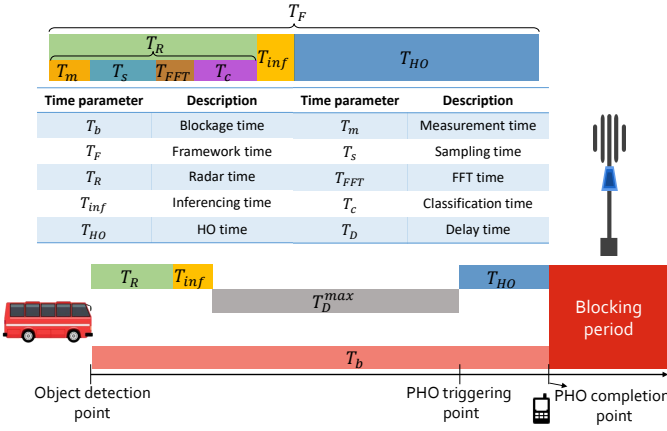 T_F
T_R
T_inf
T_HO
T_m T_s T_FFT T_c
Time parameter Description Time parameter Description
T_b Blockage time T_m Measurement time
T_F Framework time T_s Sampling time
T_R Radar time T_FFT FFT time
T_inf Inferencing time T_c Classification time
T_HO HO time T_D Delay time
T_R T_inf T_HO
T_D^max
Blocking
period
T_b
Object detection
point
PHO triggering
point
PHO completion
point